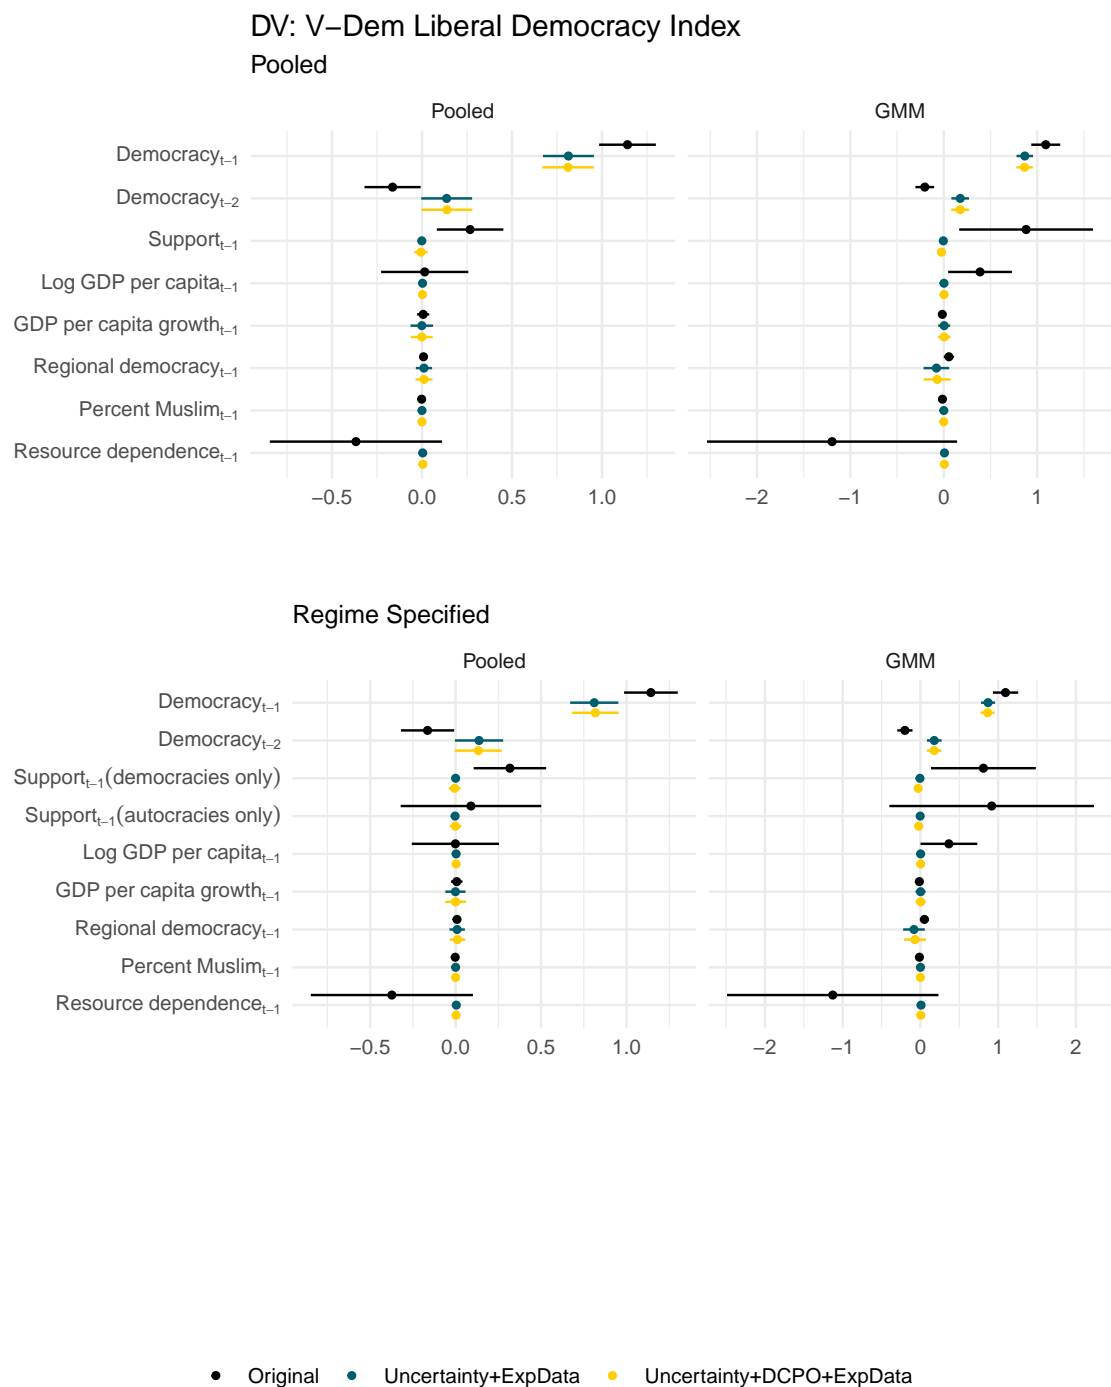 DV: V−Dem Liberal Democracy Index
Pooled
Pooled GMM
Democracyt−1
Democracyt−2
Supportt−1
Log GDP per capitat−1
GDP per capita growtht−1
Regional democracyt−1
Percent Muslimt−1
Resource dependencet−1
−0.5 0.0 0.5 1.0 −2 −1 0 1
Regime Specified
Pooled GMM
Democracyt−1
Democracyt−2
Supportt−1(democracies only)
Supportt−1(autocracies only)
Log GDP per capitat−1
GDP per capita growtht−1
Regional democracyt−1
Percent Muslimt−1
Resource dependencet−1
−0.5 0.0 0.5 1.0 −2 −1 0 1 2
Original Uncertainty+ExpData Uncertainty+DCPO+ExpData